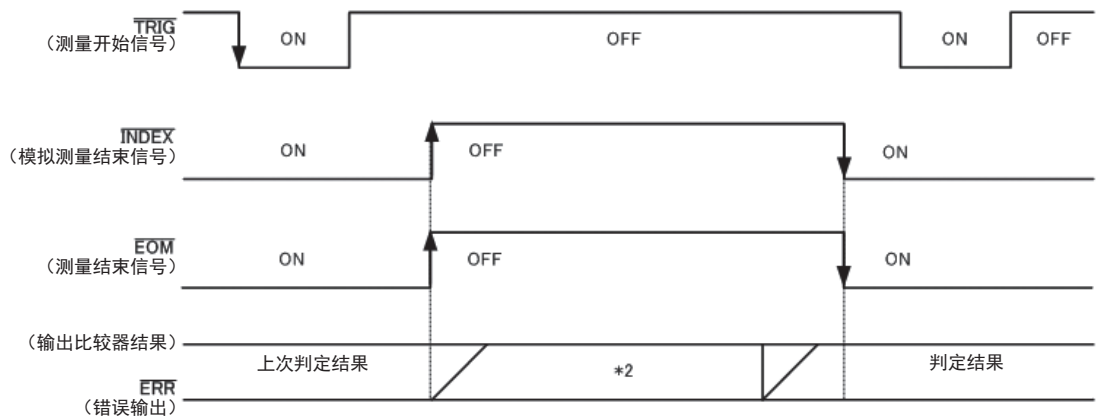 TRIG
（测量开始信号）
ON OFF ON OFF
INDEX
（模拟测量结束信号）
ON OFF ON
EOM
（测量结束信号）
ON OFF ON
（输出比较器结果）
上次判定结果 *2 判定结果
ERR
（错误输出）